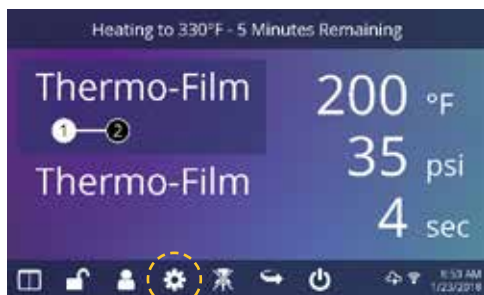 Heating to 330°F - 5 Minutes Remaining
Thermo-Film
1 2
Thermo-Film
200 °F
35 psi
4 sec
8:53 AM
1/23/2018